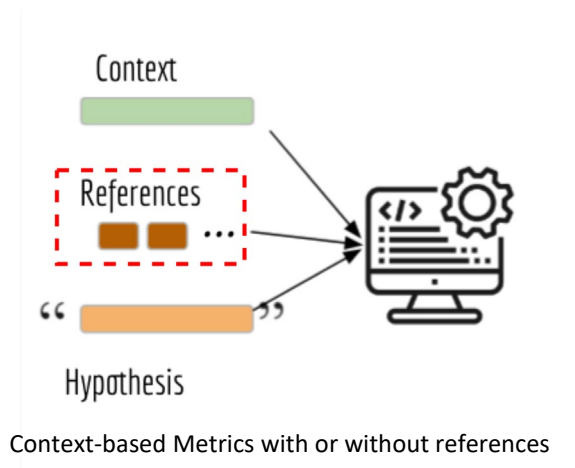 Context
References
...
</>
“ ”
Hypothesis
Context-based Metrics with or without references